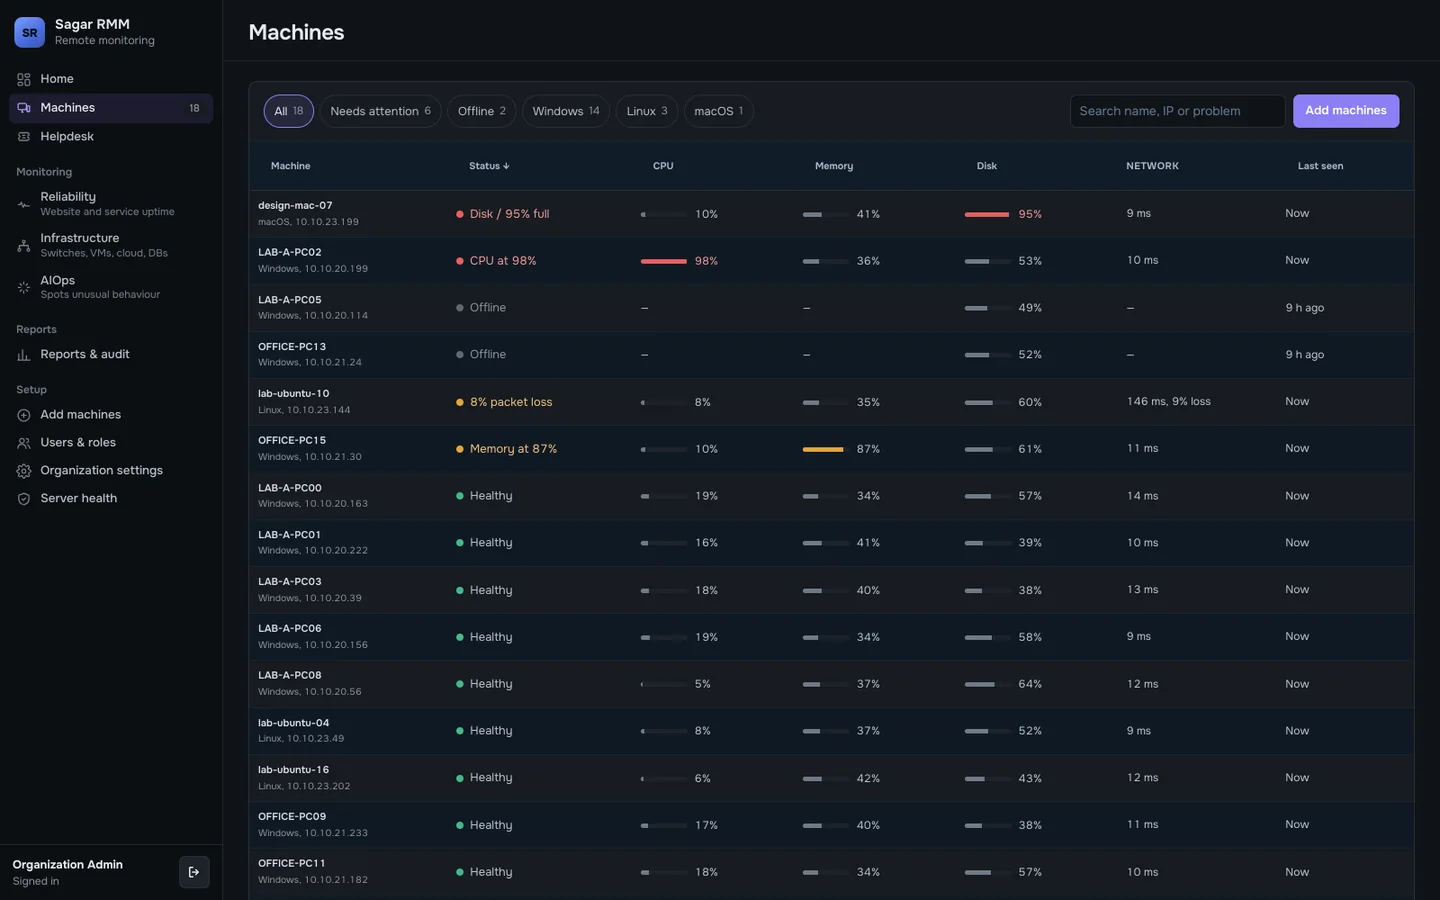 SR
Sagar RMM
Remote monitoring
Home
Machines 18
Helpdesk
Monitoring
Reliability
Website and service uptime
Infrastructure
Switches, VMs, cloud, DBs
AIOps
Spots unusual behaviour
Reports
Reports & audit
Setup
Add machines
Users & roles
Organization settings
Server health
Organization Admin
Signed in
Machines
All 18 Needs attention 6 Offline 2 Windows 14 Linux 3 macOS 1 Search name, IP or problem Add machines
Machine Status ↓ CPU Memory Disk NETWORK Last seen
design-mac-07
macOS, 10.10.23.199
Disk / 95% full 10% 41% 95% 9 ms Now
LAB-A-PC02
Windows, 10.10.20.199
CPU at 98% 98% 36% 53% 10 ms Now
LAB-A-PC05
Windows, 10.10.20.114
Offline – – 49% – 9 h ago
OFFICE-PC13
Windows, 10.10.21.24
Offline – – 52% – 9 h ago
lab-ubuntu-10
Linux, 10.10.23.144
8% packet loss 8% 35% 60% 146 ms, 9% loss Now
OFFICE-PC15
Windows, 10.10.21.30
Memory at 87% 10% 87% 61% 11 ms Now
LAB-A-PC00
Windows, 10.10.20.163
Healthy 19% 34% 57% 14 ms Now
LAB-A-PC01
Windows, 10.10.20.222
Healthy 16% 41% 39% 10 ms Now
LAB-A-PC03
Windows, 10.10.20.39
Healthy 18% 40% 38% 13 ms Now
LAB-A-PC06
Windows, 10.10.20.156
Healthy 19% 34% 58% 9 ms Now
LAB-A-PC08
Windows, 10.10.20.56
Healthy 5% 37% 64% 12 ms Now
lab-ubuntu-04
Linux, 10.10.23.49
Healthy 8% 37% 52% 9 ms Now
lab-ubuntu-16
Linux, 10.10.23.202
Healthy 6% 42% 43% 12 ms Now
OFFICE-PC09
Windows, 10.10.21.233
Healthy 17% 40% 38% 11 ms Now
OFFICE-PC11
Windows, 10.10.21.182
Healthy 18% 34% 57% 10 ms Now